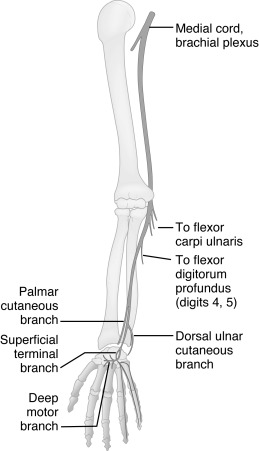 Medial cord,
brachial plexus
To flexor
carpi ulnaris
To flexor
digitorum
profundus
(digits 4, 5)
Palmar
cutaneous
branch
Superficial
terminal
branch
Dorsal ulnar
cutaneous
branch
Deep
motor
branch